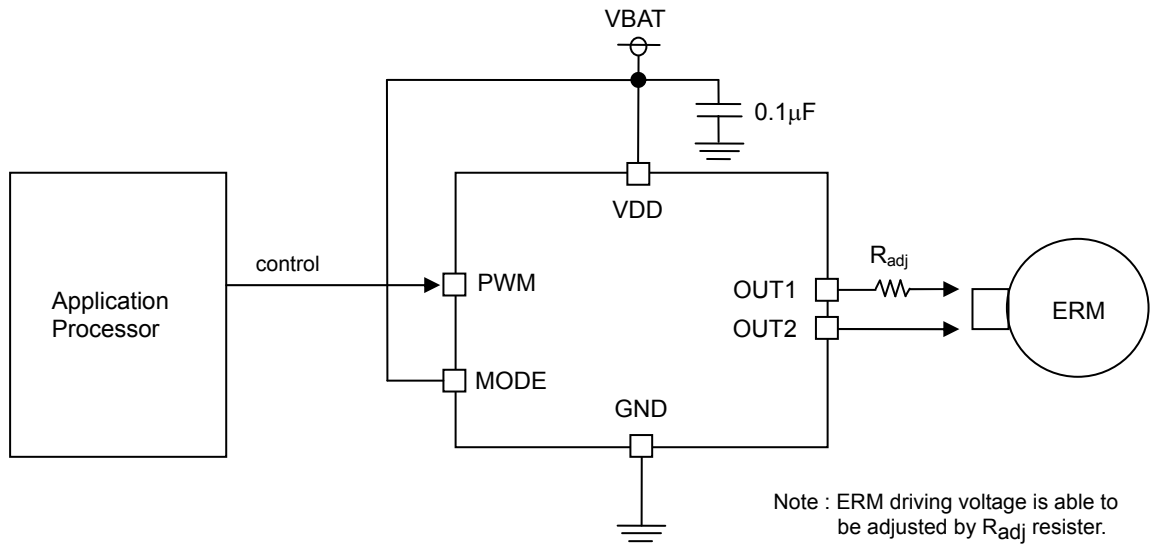 VBAT
0.1μF
VDD
control
PWM
Application
Processor
MODE
GND
OUT1
OUT2
Radj
ERM
Note : ERM driving voltage is able to
be adjusted by Radj resister.